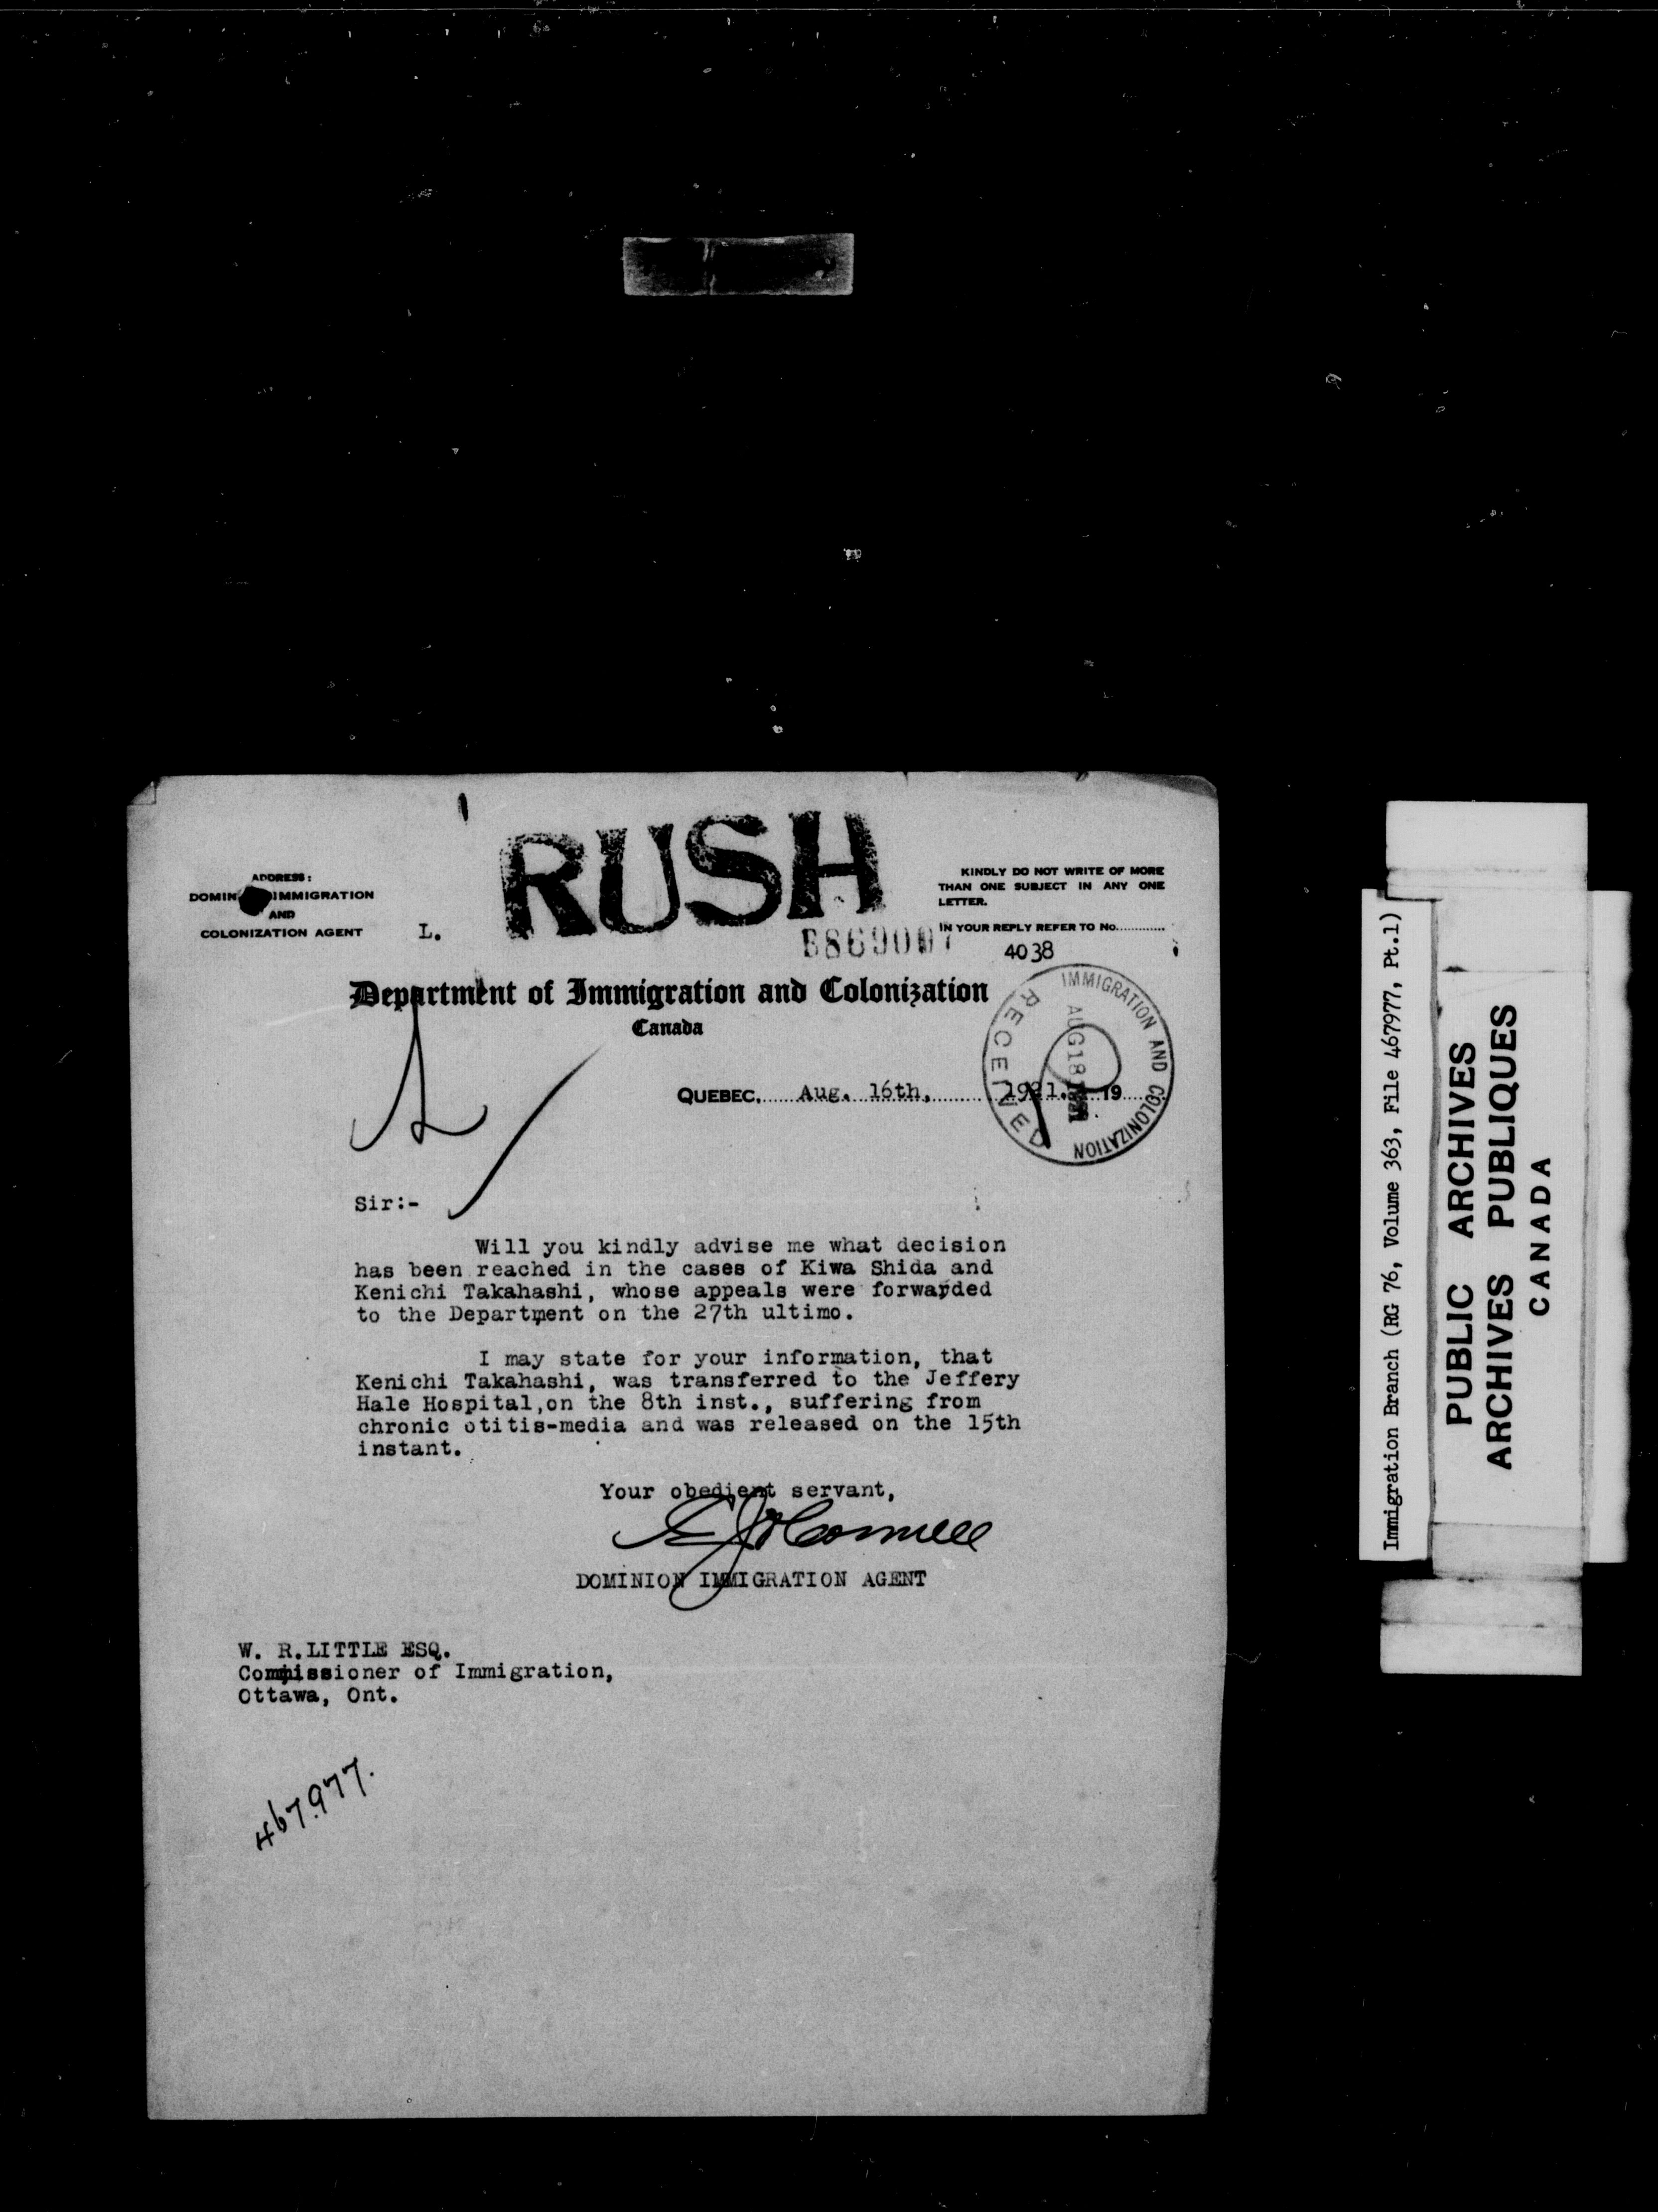 RUSH
ADDRESS:
DOMIN IMMIGRATION
AND
COLONIZATION AGENT
L.
KINDLY DO NOT WRITE OF MORE
THAN ONE SUBJECT IN ANY ONE
LETTER.
IN YOUR REPLY REFER TO No............
4038
Department of Immigration and Colonization
Canada
IMMIGRATION AND COLONIZATION
RECEIVED
AUG 18 1921
QUEBEC, Aug. 16th, 1921. 19
Sir:-
Will you kindly advise me what decision
has been reached in the cases of Kiwa Shida and
Kenichi Takahashi, whose appeals were forwarded
to the Department on the 27th ultimo.
I may state for your information, that
Kenichi Takahashi, was transferred to the Jeffery
Hale Hospital,on the 8th inst., suffering from
chronic otitis-media and was released on the 15th
instant.
Your obedient servant,
DOMINION IMMIGRATION AGENT
W. R.LITTLE ESQ.
Commissioner of Immigration,
Ottawa, Ont.
467977.
Immigration Branch (RG 76, Volume 363, File 467977, Pt.1)
PUBLIC ARCHIVES
ARCHIVES PUBLIQUES
CANADA